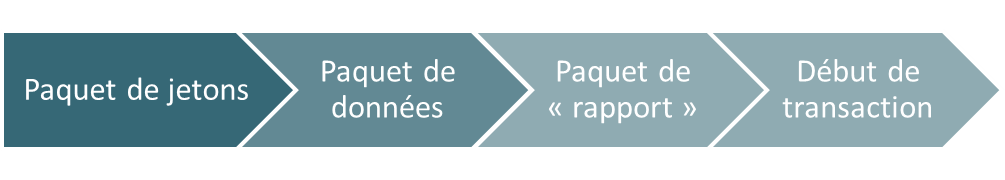 Paquet de jetons
Paquet de
données
Paquet de
« rapport »
Début de
transaction